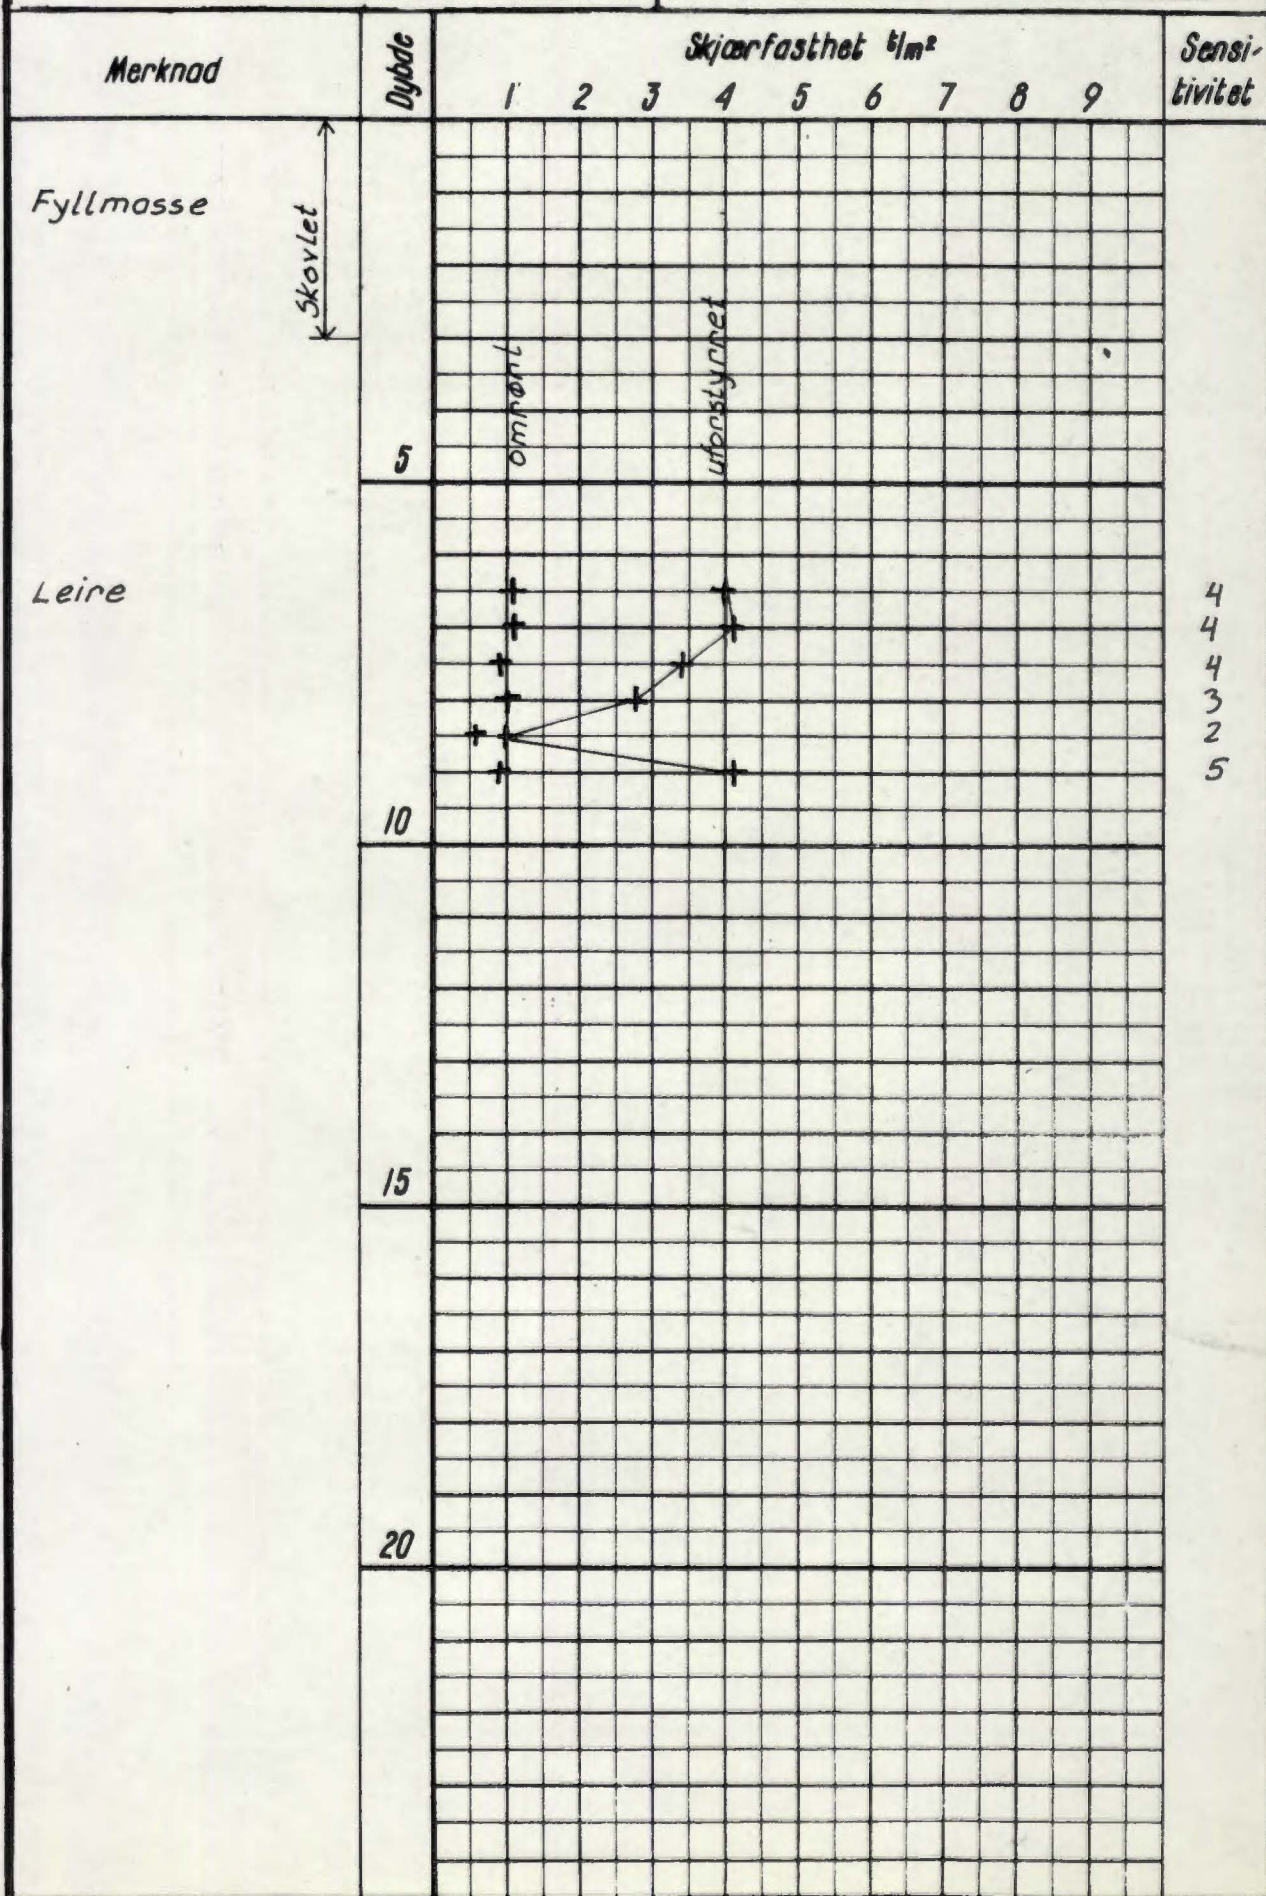 Merknad
Dybde
Skjærfasthet t/m²
Sensi-
tivitet
1 2 3 4 5 6 7 8 9
Fyllmasse
Skovlet
omrørt
uforstyrret
5
Leire
4
4
4
3
2
5
10
15
20